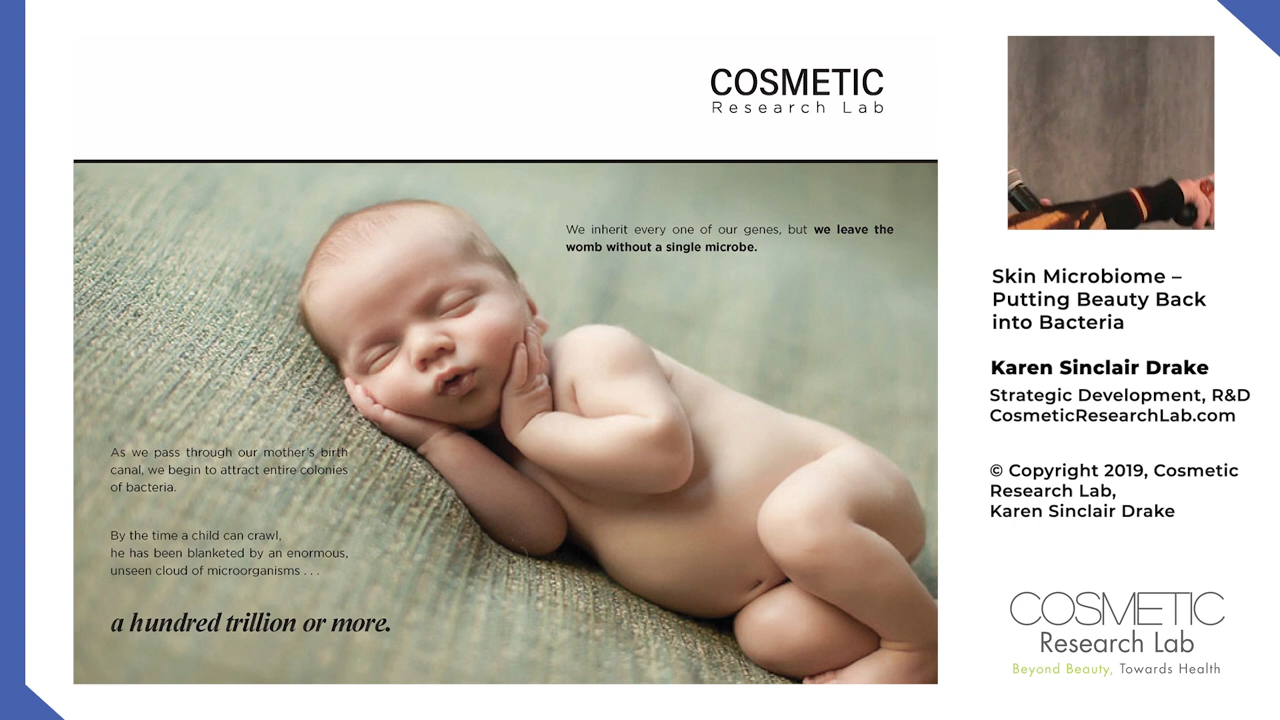 COSMETIC
Research Lab
We inherit every one of our genes, but we leave the
womb without a single microbe.
As we pass through our mother's birth
canal, we begin to attract entire colonies
of bacteria.
By the time a child can crawl,
he has been blanketed by an enormous,
unseen cloud of microorganisms . . .
a hundred trillion or more.
Skin Microbiome –
Putting Beauty Back
into Bacteria
Karen Sinclair Drake
Strategic Development, R&D
CosmeticResearchLab.com
© Copyright 2019, Cosmetic
Research Lab,
Karen Sinclair Drake
COSMETIC
Research Lab
Beyond Beauty, Towards Health